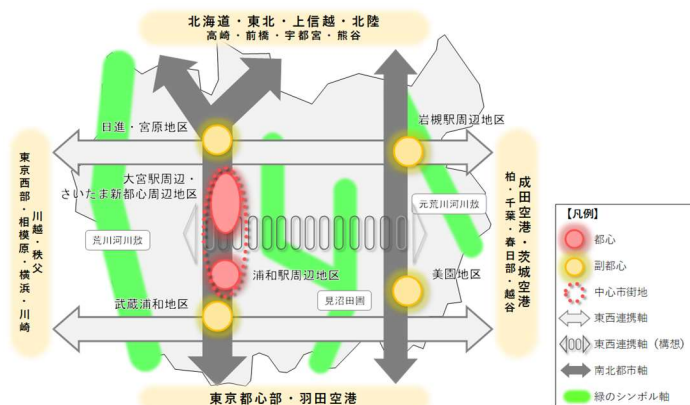 北海道・東北・上信越・北陸
高崎・前橋・宇都宮・熊谷
日進・宮原地区
岩槻駅周辺地区
東京西部・相模原・横浜・川崎
川越・秩父
大宮駅周辺・
さいたま新都心周辺地区
元荒川河川敷
荒川河川敷
浦和駅周辺地区
美園地区
見沼田圃
武蔵浦和地区
成田空港・茨城空港
柏・千葉・春日部・越谷
東京都心部・羽田空港
【凡例】
都心
副都心
中心市街地
東西連携軸
東西連携軸（構想）
南北都市軸
緑のシンボル軸